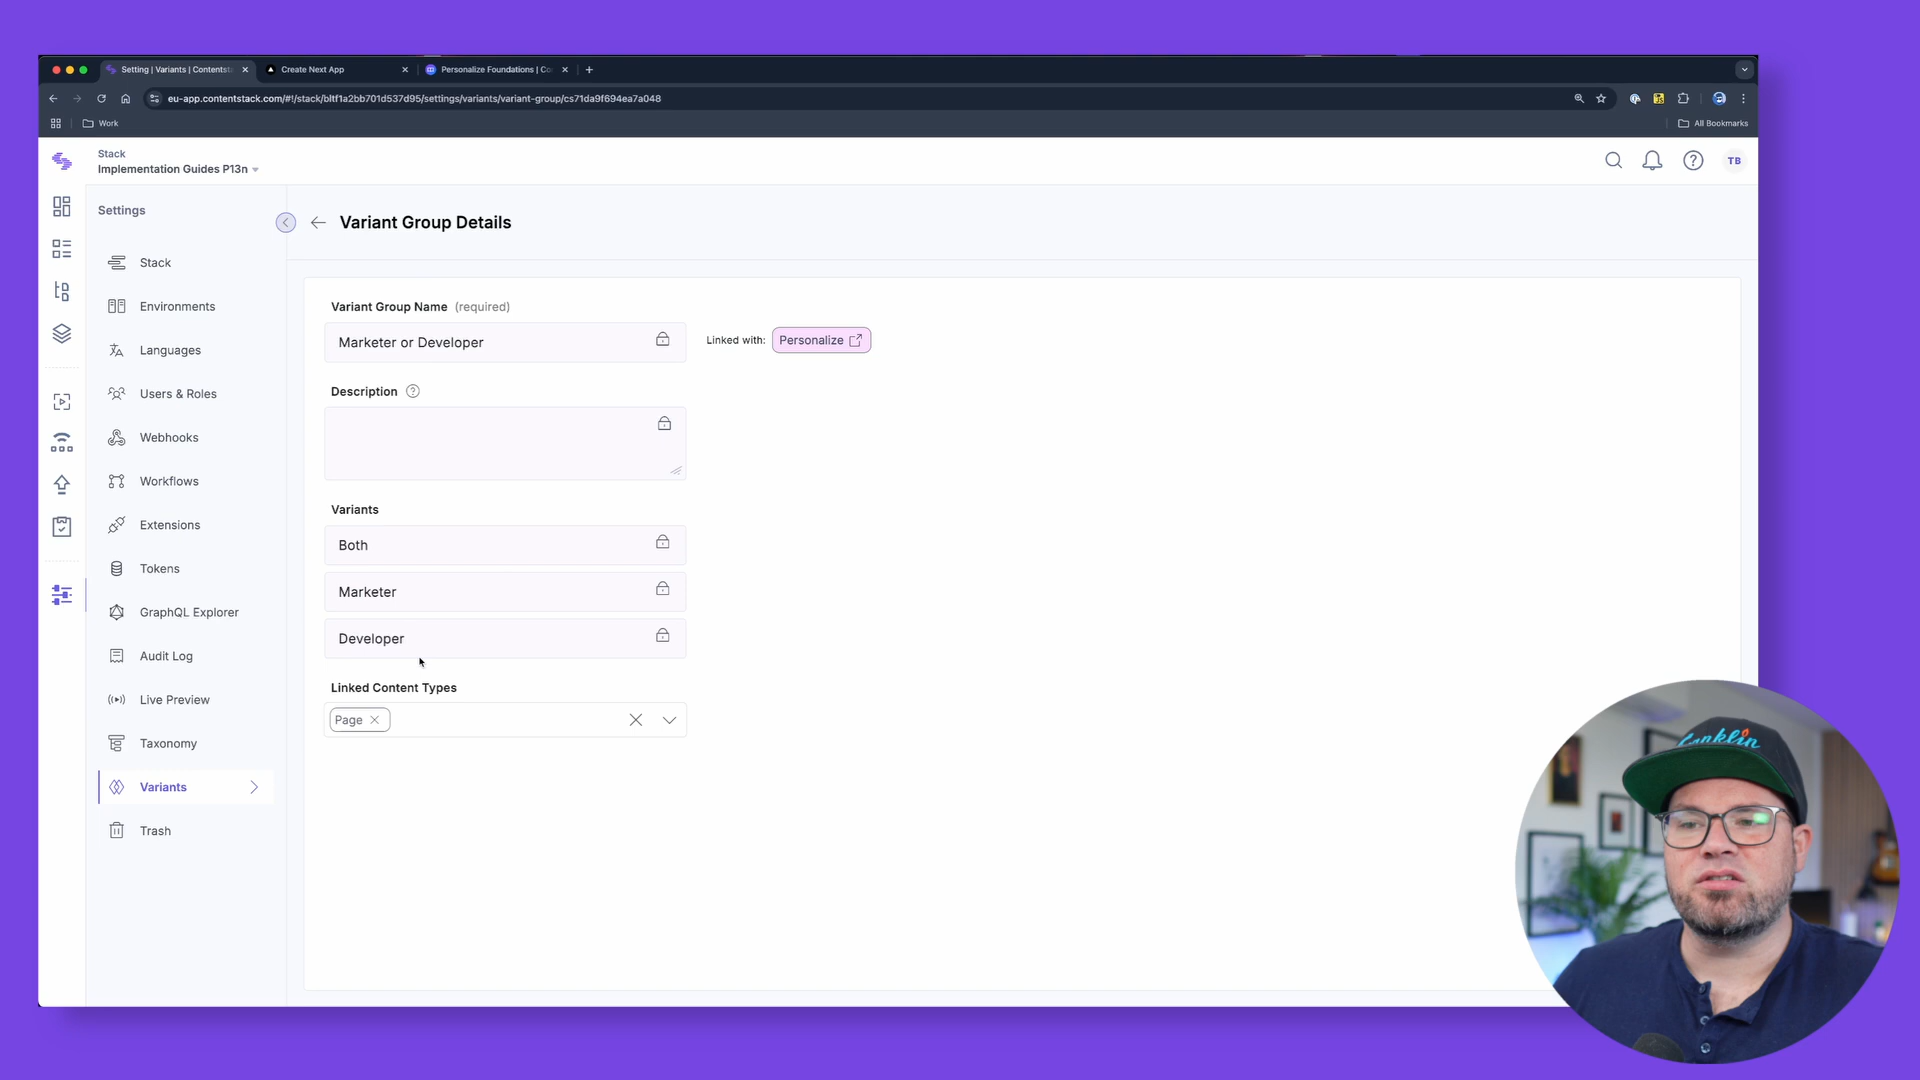 Setting | Variants | Contentst
Create Next App
Personalize Foundations | Co
eu-app.contentstack.com/#!/stack/bltf1a2bb701d537d95/settings/variants/variant-group/cs71da9f694ea7a048
Work
All Bookmarks
Stack
Implementation Guides P13n
TB
Settings
Variant Group Details
Stack
Environments
Languages
Users & Roles
Webhooks
Workflows
Extensions
Tokens
GraphQL Explorer
Audit Log
Live Preview
Taxonomy
Variants
Trash
Variant Group Name (required)
Marketer or Developer
Linked with: Personalize
Description
Variants
Both
Marketer
Developer
Linked Content Types
Page
Conklin